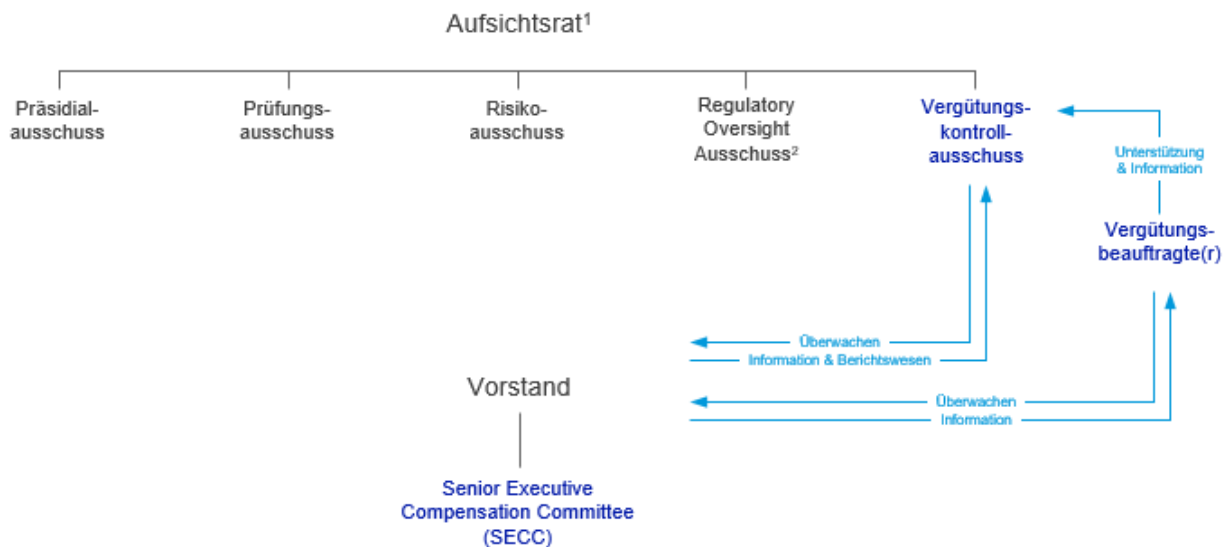 Aufsichtsrat¹
Präsidial-
ausschuss
Prüfungs-
ausschuss
Risiko-
ausschuss
Regulatory
Oversight
Ausschuss²
Vergütungs-
kontroll-
ausschuss
Unterstützung
& Information
Vergütungs-
beauftragte(r)
Überwachen
Information & Berichtswesen
Vorstand
Überwachen
Information
Senior Executive
Compensation Committee
(SECC)